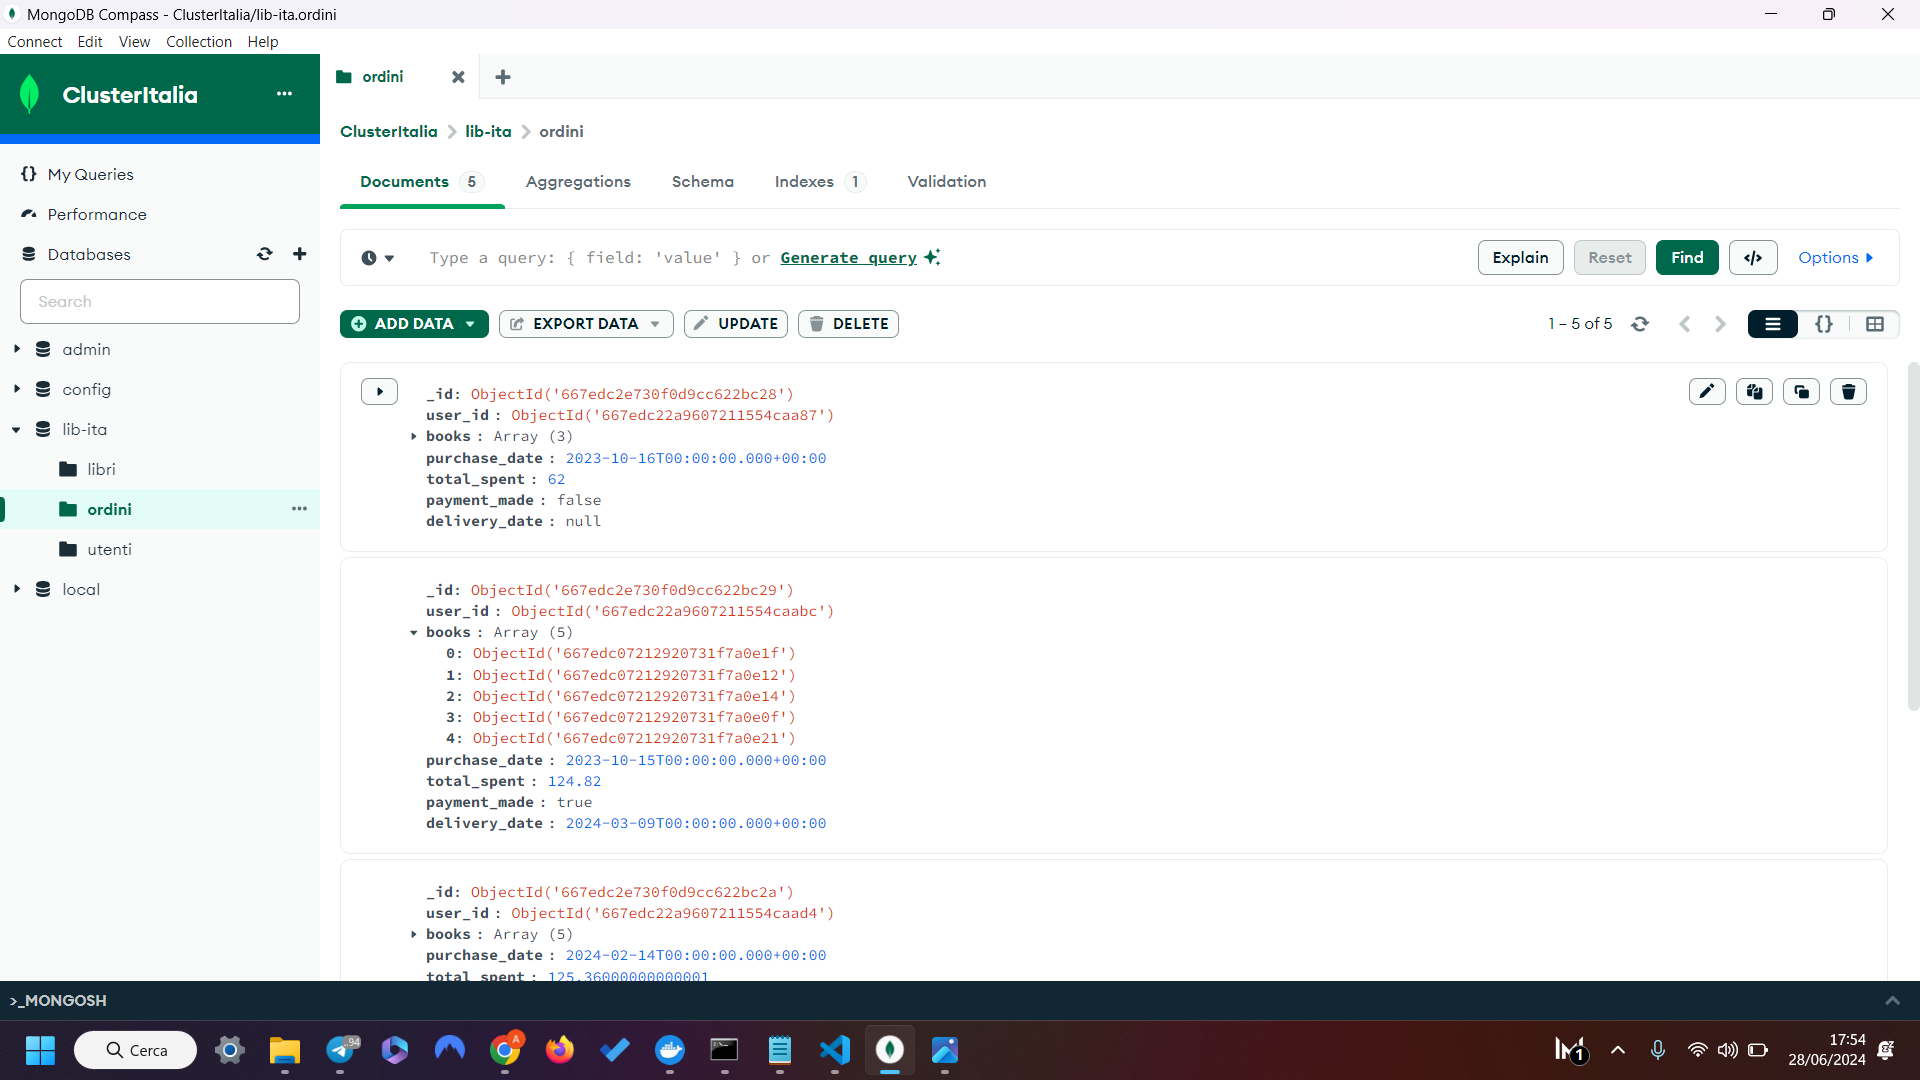 MongoDB Compass - ClusterItalia/lib-ita.ordini
Connect Edit View Collection Help
ClusterItalia ...
ordini
ClusterItalia > lib-ita > ordini
My Queries
Performance
Databases
Search
admin
config
lib-ita
libri
ordini ...
utenti
local
Documents 5 Aggregations Schema Indexes 1 Validation
Type a query: { field: 'value' } or Generate query
Explain Reset Find </> Options
ADD DATA EXPORT DATA UPDATE DELETE
1 – 5 of 5 {}
_id: ObjectId('667edc2e730f0d9cc622bc28')
user_id : ObjectId('667edc22a9607211554caa87')
books : Array (3)
purchase_date : 2023-10-16T00:00:00.000+00:00
total_spent : 62
payment_made : false
delivery_date : null
_id: ObjectId('667edc2e730f0d9cc622bc29')
user_id : ObjectId('667edc22a9607211554caabc')
books : Array (5)
0: ObjectId('667edc07212920731f7a0e1f')
1: ObjectId('667edc07212920731f7a0e12')
2: ObjectId('667edc07212920731f7a0e14')
3: ObjectId('667edc07212920731f7a0e0f')
4: ObjectId('667edc07212920731f7a0e21')
purchase_date : 2023-10-15T00:00:00.000+00:00
total_spent : 124.82
payment_made : true
delivery_date : 2024-03-09T00:00:00.000+00:00
_id: ObjectId('667edc2e730f0d9cc622bc2a')
user_id : ObjectId('667edc22a9607211554caad4')
books : Array (5)
purchase_date : 2024-02-14T00:00:00.000+00:00
total_spent : 125.36000000000001
>_MONGOSH
Cerca
94
A
1
17:54
28/06/2024